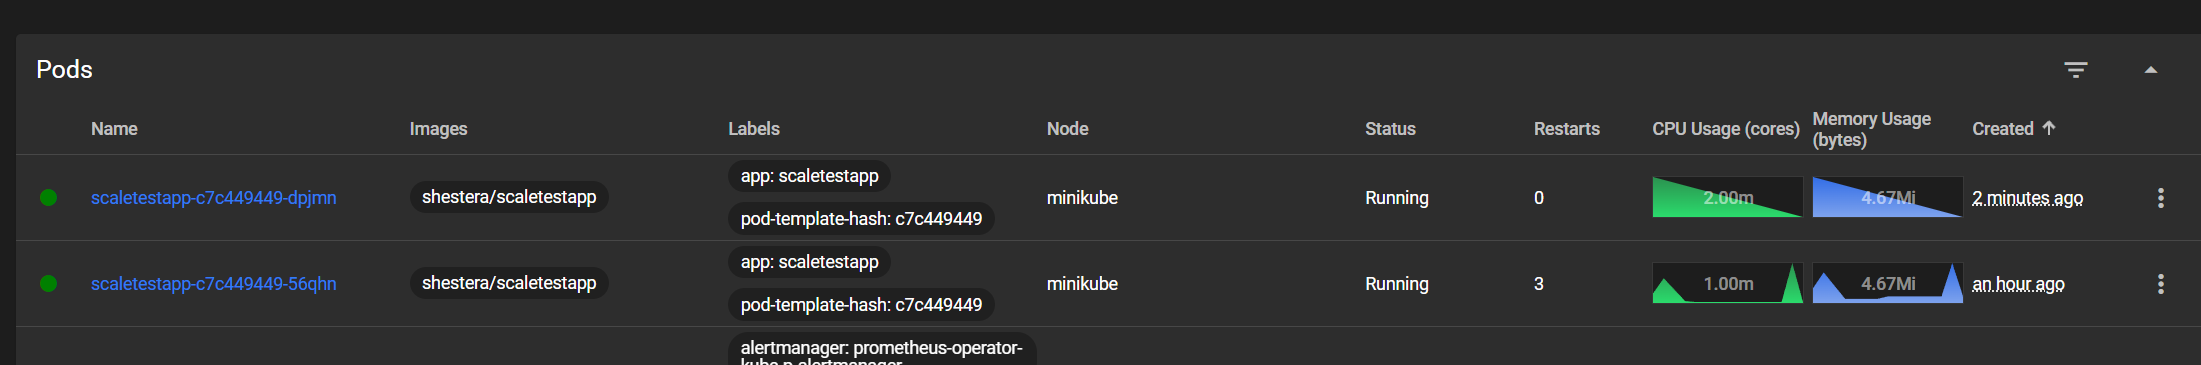 Pods
Name Images Labels Node Status Restarts CPU Usage (cores) Memory Usage (bytes) Created
scaletestapp-c7c449449-dpjmn shestera/scaletestapp app: scaletestapp minikube Running 0 2.00m 4.67Mi 2 minutes ago
pod-template-hash: c7c449449
scaletestapp-c7c449449-56qhn shestera/scaletestapp app: scaletestapp minikube Running 3 1.00m 4.67Mi an hour ago
pod-template-hash: c7c449449
alertmanager: prometheus-operator-
kube-p-alertmanager